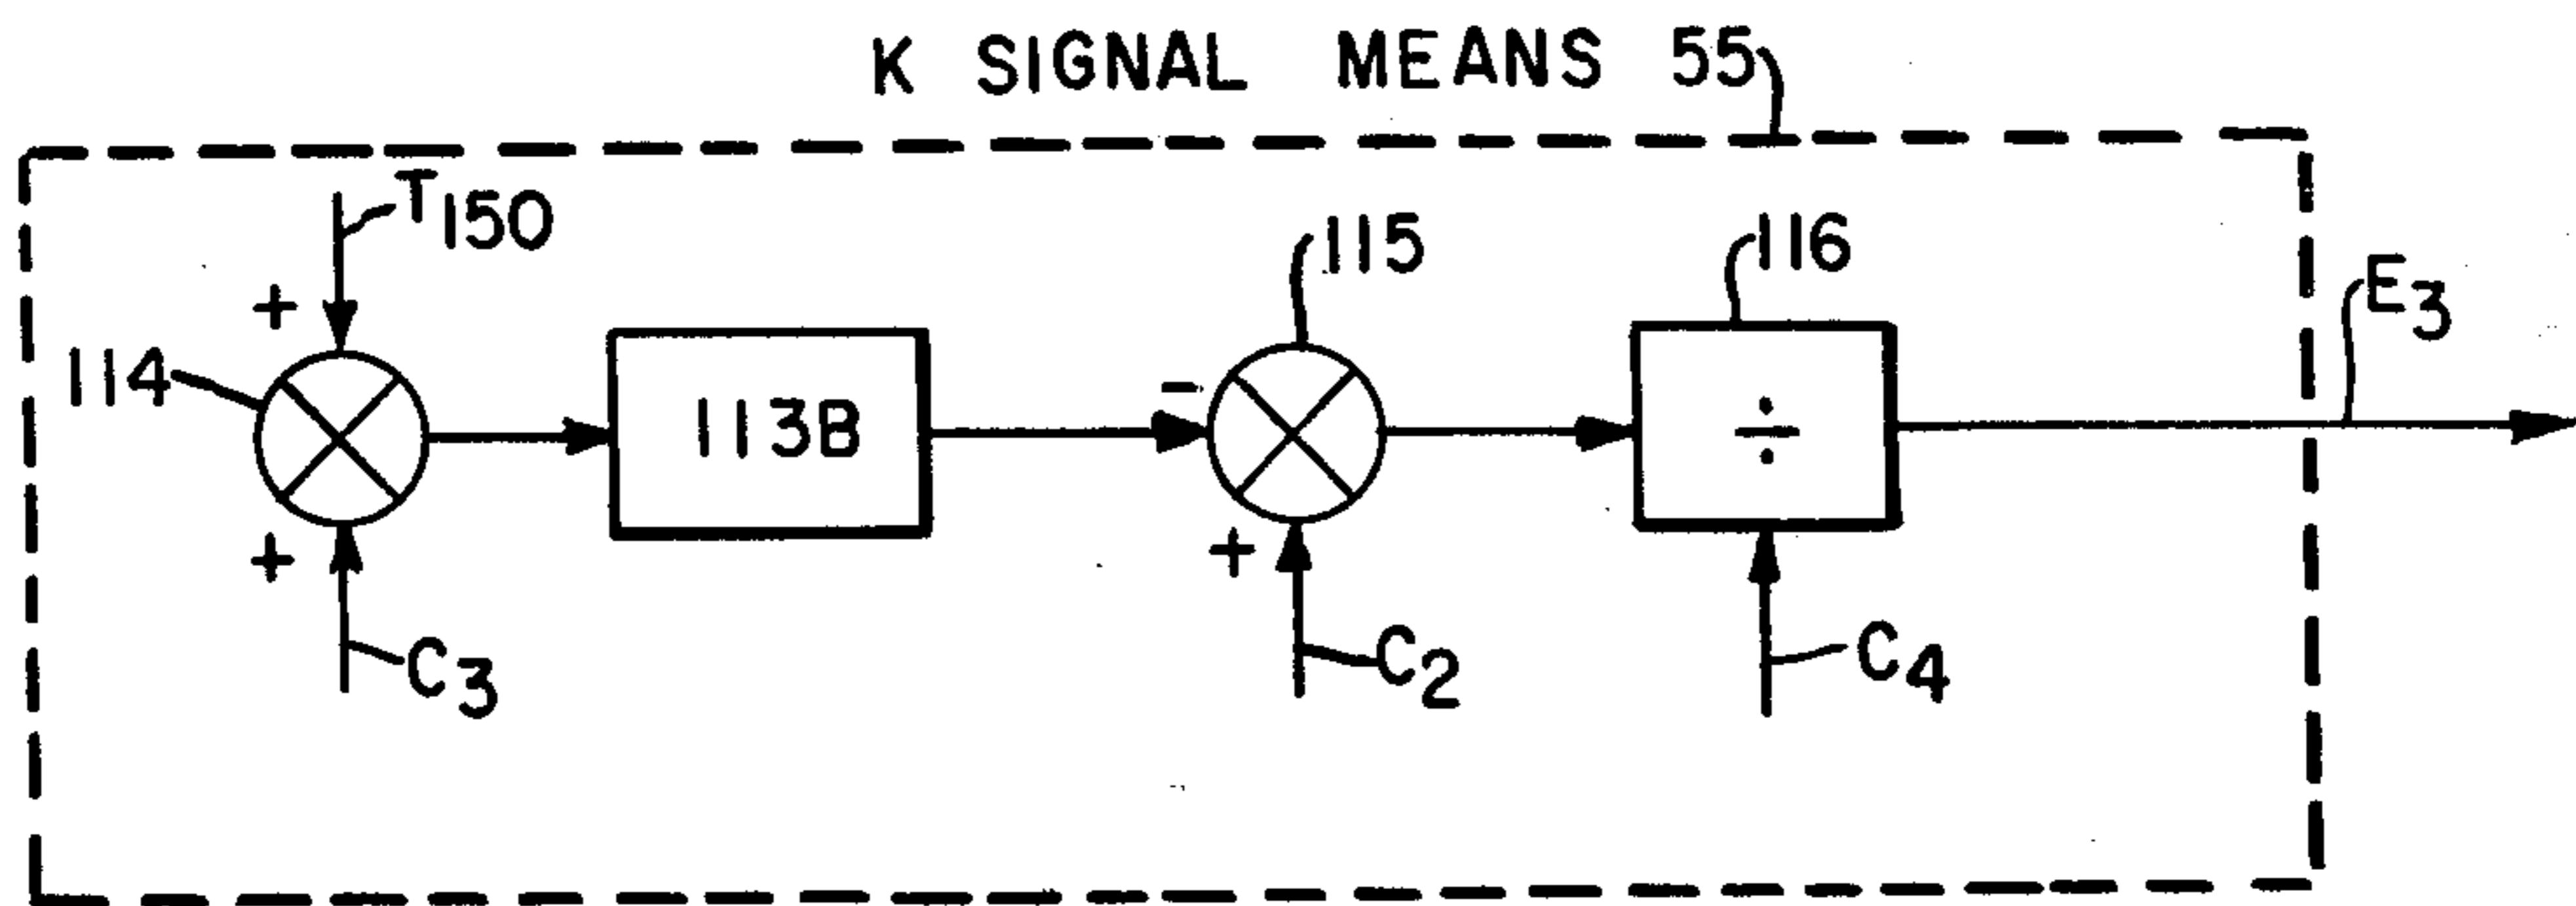 K SIGNAL MEANS 55
T150
+
114
+
C3
113B
115
-
+
C2
116
÷
C4
E3